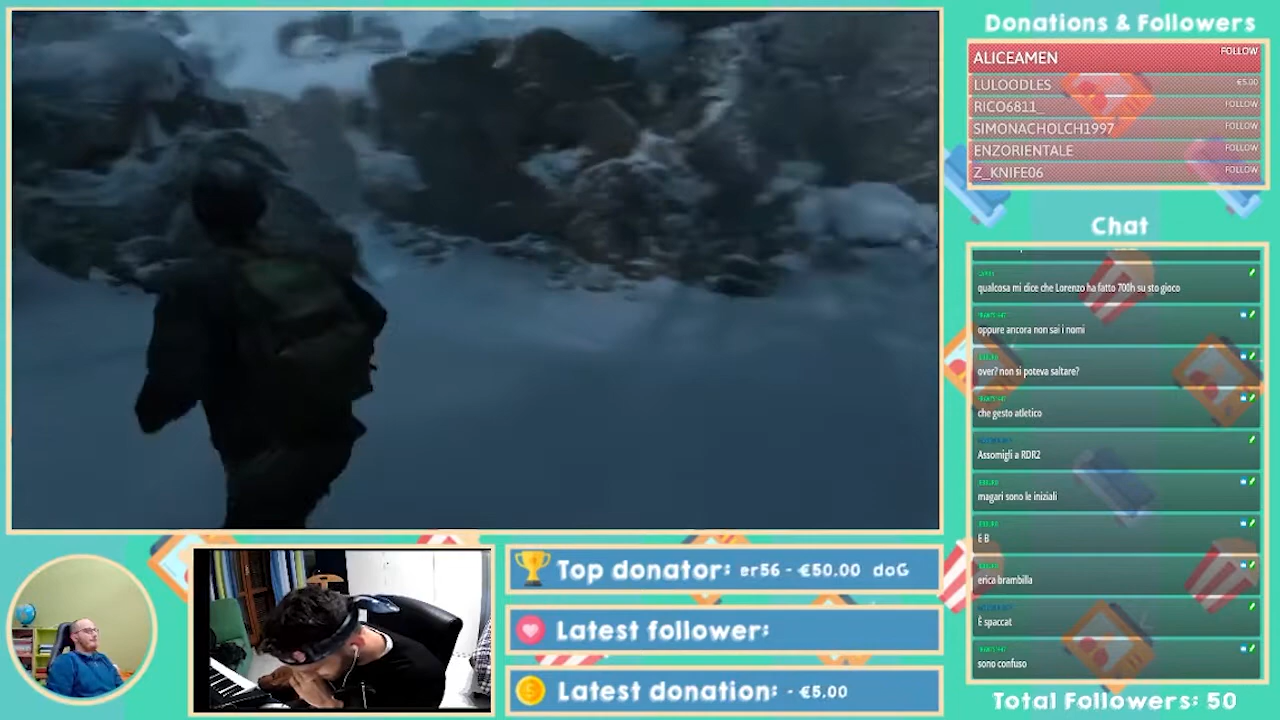 Donations & Followers
ALICEAMEN FOLLOW
LULOODLES €5.00
RICO6811_ FOLLOW
SIMONACHOLCH1997 FOLLOW
ENZORIENTALE FOLLOW
Z_KNIFE06 FOLLOW
Chat
qualcosa mi dice che Lorenzo ha fatto 700h su sto gioco
oppure ancora non sai i nomi
over? non si poteva saltare?
che gesto atletico
Assomigli a RDR2
magari sono le iniziali
E B
erica brambilla
È spaccat
sono confuso
Top donator: er56 - €50.00 doG
Latest follower:
Latest donation: - €5.00
Total Followers: 50